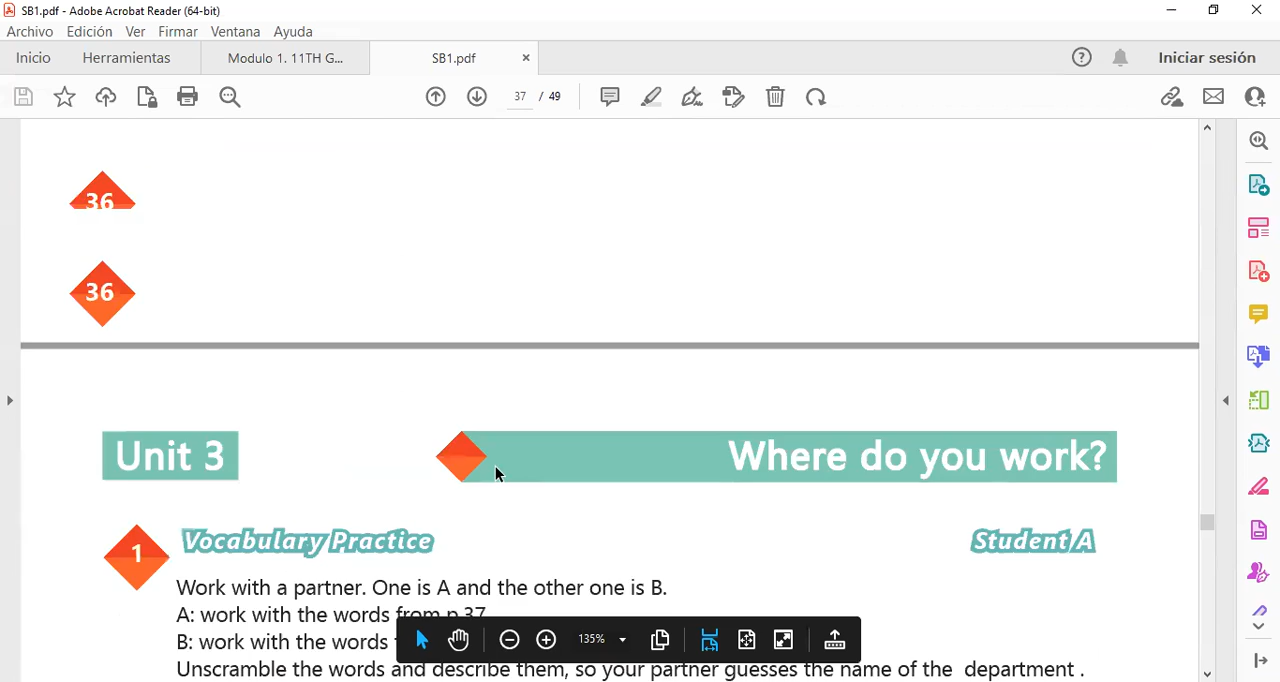 SB1.pdf - Adobe Acrobat Reader (64-bit)
Archivo Edición Ver Firmar Ventana Ayuda
Inicio Herramientas Modulo 1. 11TH G... SB1.pdf × Iniciar sesión
37 / 49
36
36
Unit 3 Where do you work?
1 Vocabulary Practice Student A
Work with a partner. One is A and the other one is B.
A: work with the words from p.37
B: work with the words
135%
Unscramble the words and describe them, so your partner guesses the name of the department .